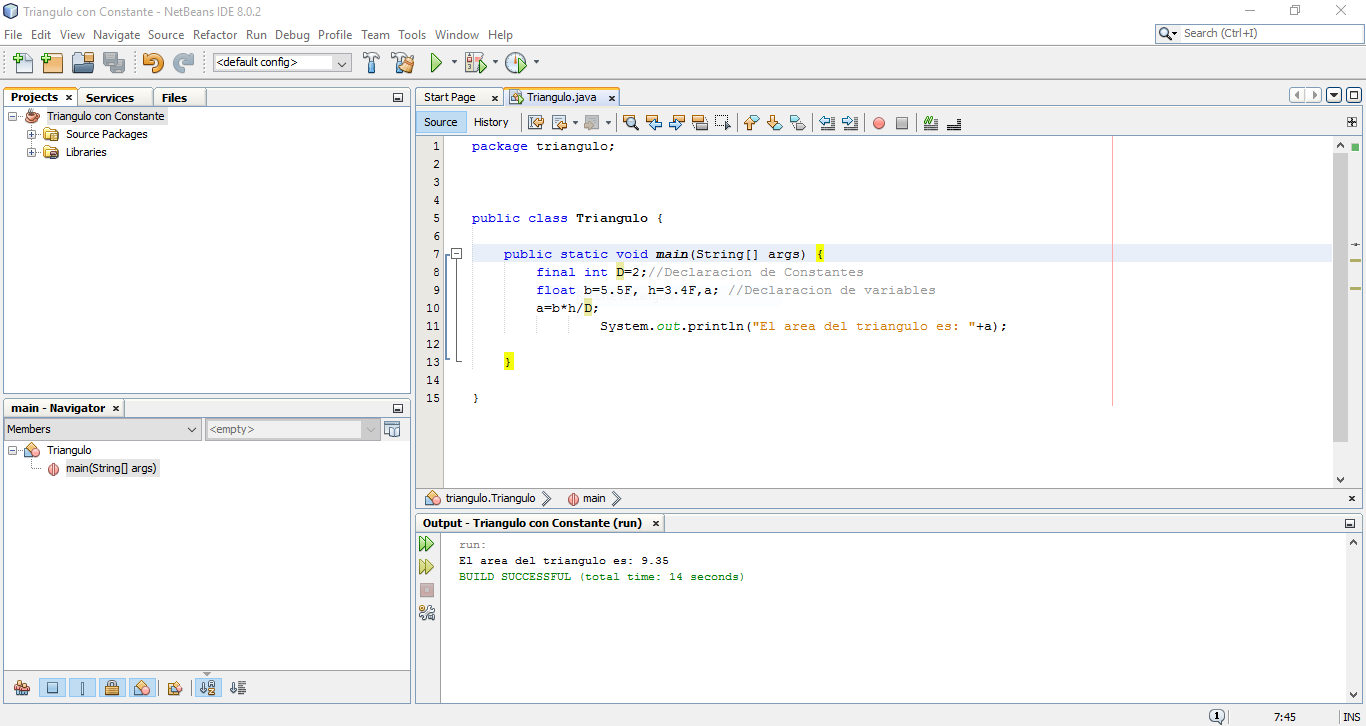 Triangulo con Constante - NetBeans IDE 8.0.2
File Edit View Navigate Source Refactor Run Debug Profile Team Tools Window Help
Search (Ctrl+I)
<default config>
Projects × Services Files
Triangulo con Constante
Source Packages
Libraries
main - Navigator ×
Members <empty>
Triangulo
main(String[] args)
Start Page × Triangulo.java ×
Source History
1 package triangulo;
2
3
4
5 public class Triangulo {
6
7 public static void main(String[] args) {
8 final int D=2;//Declaracion de Constantes
9 float b=5.5F, h=3.4F,a; //Declaracion de variables
10 a=b*h/D;
11 System.out.println("El area del triangulo es: "+a);
12
13 }
14
15 }
triangulo.Triangulo main
Output - Triangulo con Constante (run) ×
run:
El area del triangulo es: 9.35
BUILD SUCCESSFUL (total time: 14 seconds)
1 7:45 INS